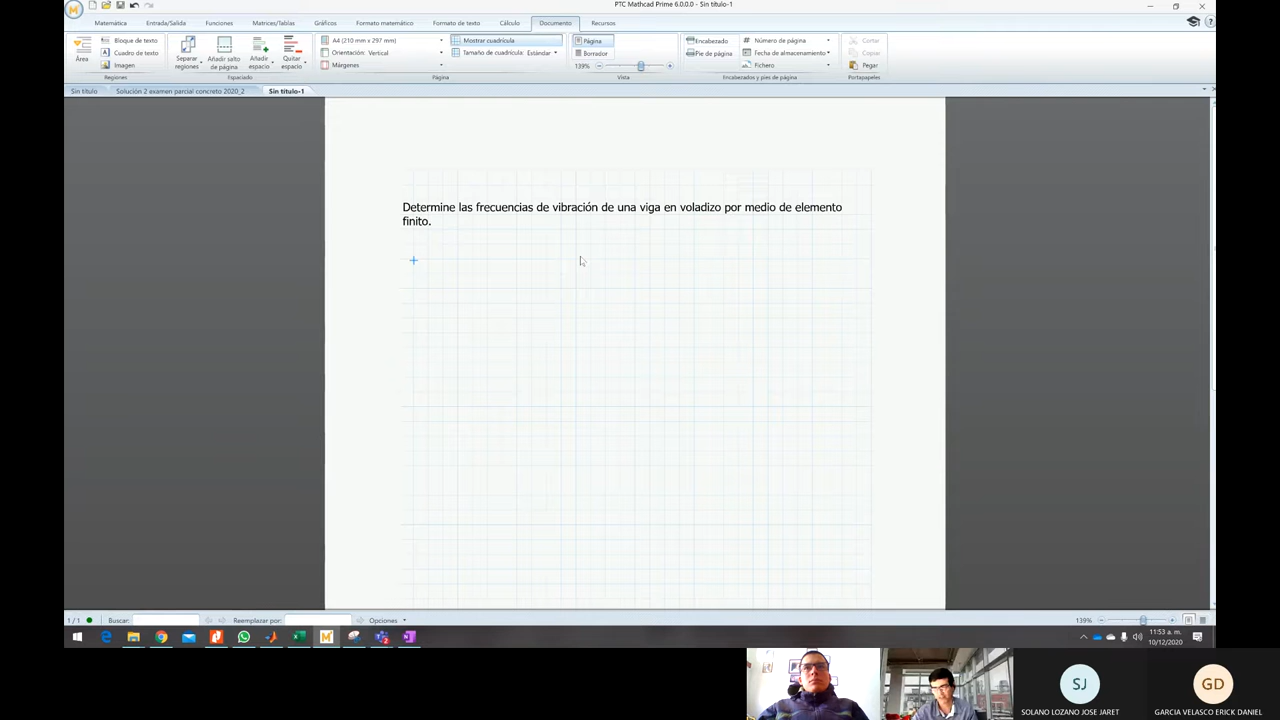 PTC Mathcad Prime 6.0.0.0 - Sin título-1
Matemática Entrada/Salida Funciones Matrices/Tablas Gráficos Formato matemático Formato de texto Cálculo Documento Recursos
Área
Bloque de texto
Cuadro de texto
Imagen
Regiones
Separar regiones
Añadir salto de página
Añadir espacio
Quitar espacio
Espaciado
A4 (210 mm x 297 mm)
Orientación: Vertical
Márgenes
Mostrar cuadrícula
Tamaño de cuadrícula: Estándar
Página
Página
Borrador
139%
Vista
Encabezado
Pie de página
# Número de página
Fecha de almacenamiento
Fichero
Encabezados y pies de página
Cortar
Copiar
Pegar
Portapapeles
Sin título Solución 2 examen parcial concreto 2020_2 Sin título-1
Determine las frecuencias de vibración de una viga en voladizo por medio de elemento
finito.
1/1 Buscar: Reemplazar por: Opciones 139%
11:53 a. m.
10/12/2020
SJ
SOLANO LOZANO JOSE JARET
GD
GARCIA VELASCO ERICK DANIEL